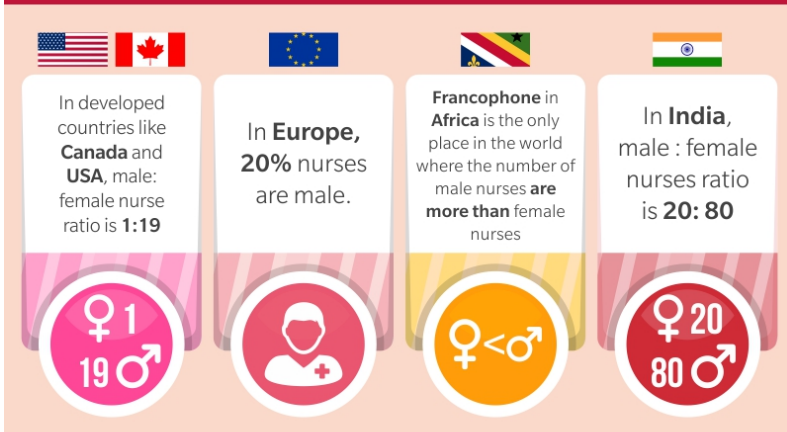 In developed
countries like
Canada and
USA, male:
female nurse
ratio is 1:19
♀ 1
19 ♂
In Europe,
20% nurses
are male.
Francophone in
Africa is the only
place in the world
where the number of
male nurses are
more than female
nurses
♀<♂
In India,
male : female
nurses ratio
is 20: 80
♀ 20
80 ♂